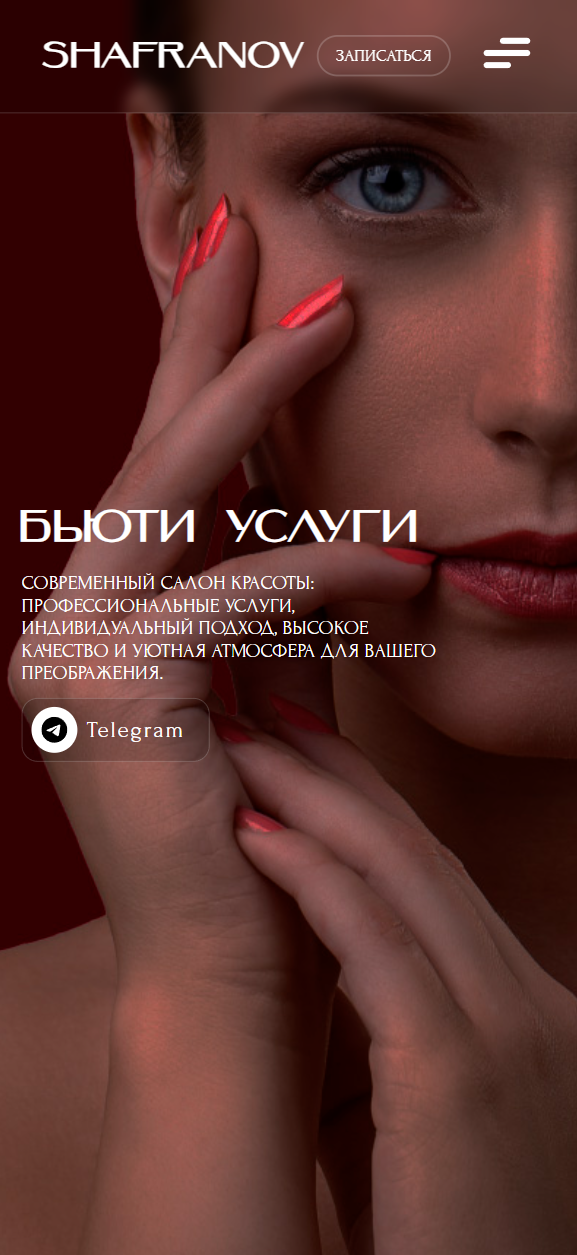 SHAFRANOV
ЗАПИСАТЬСЯ
БЬЮТИ УСЛУГИ
СОВРЕМЕННЫЙ САЛОН КРАСОТЫ:
ПРОФЕССИОНАЛЬНЫЕ УСЛУГИ,
ИНДИВИДУАЛЬНЫЙ ПОДХОД, ВЫСОКОЕ
КАЧЕСТВО И УЮТНАЯ АТМОСФЕРА ДЛЯ ВАШЕГО
ПРЕОБРАЖЕНИЯ.
Telegram